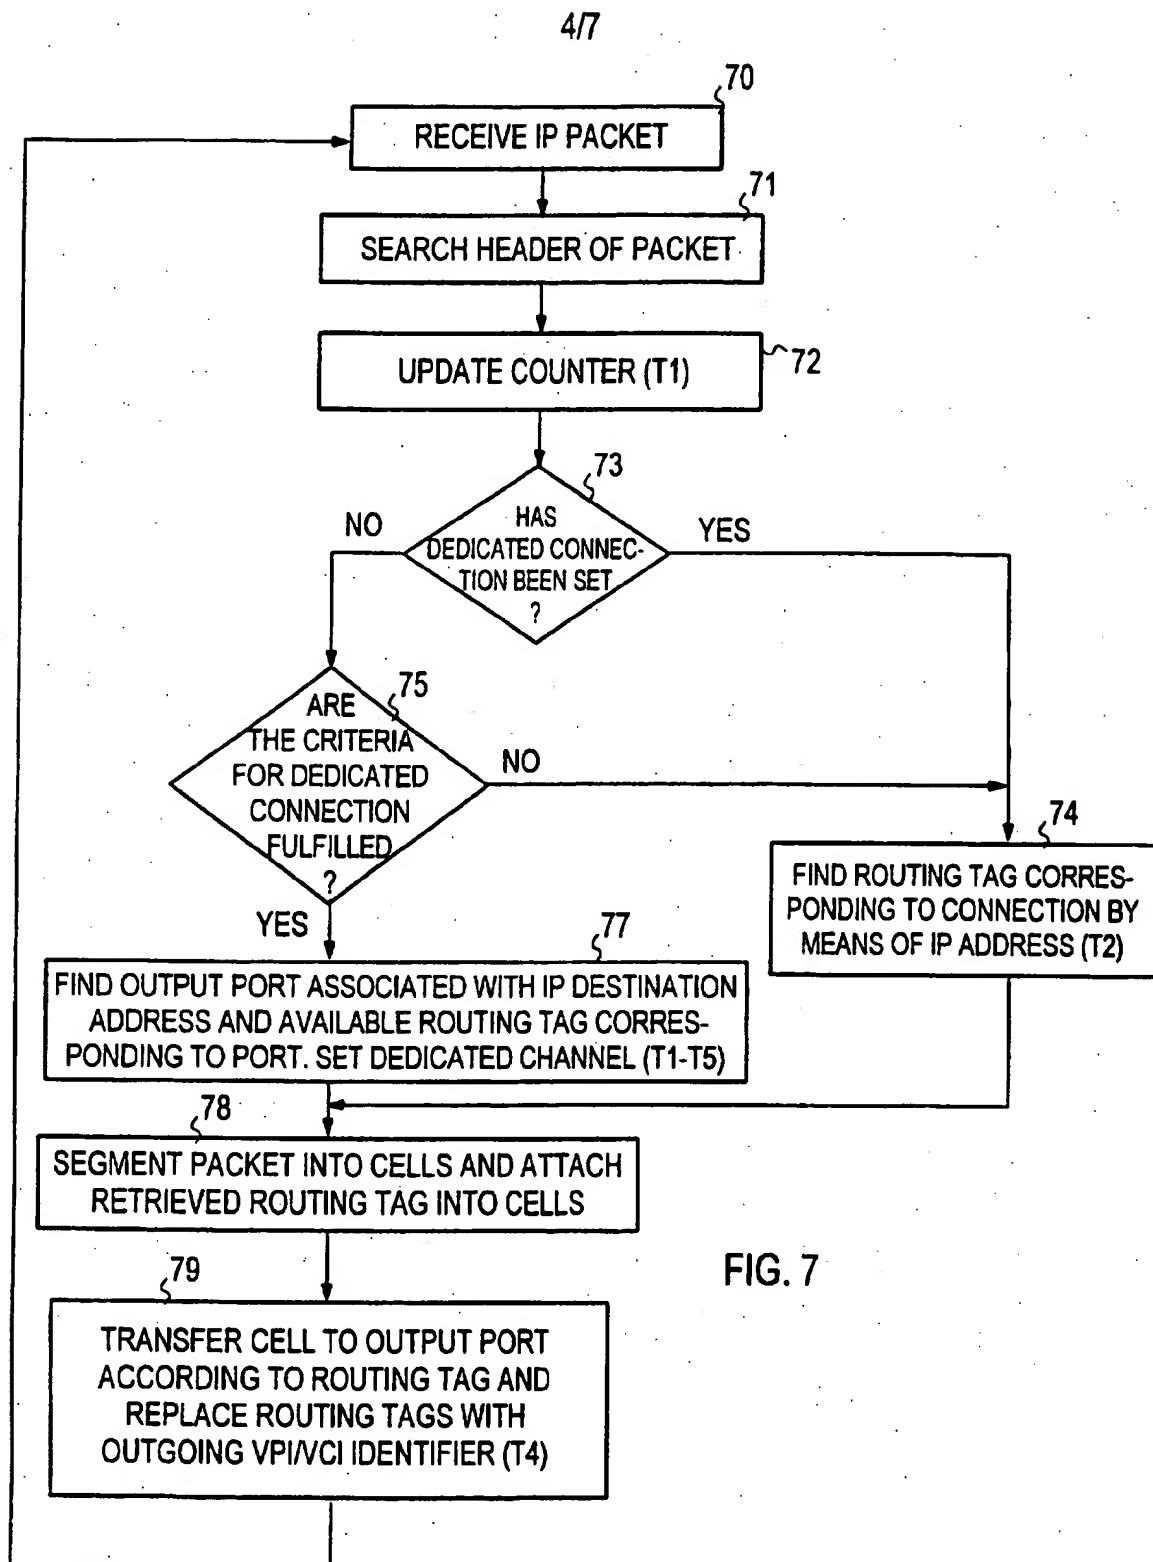 4/7
70
RECEIVE IP PACKET
71
SEARCH HEADER OF PACKET
72
UPDATE COUNTER (T1)
73
HAS
DEDICATED CONNEC-
TION BEEN SET
?
NO
YES
75
ARE
THE CRITERIA
FOR DEDICATED
CONNECTION
FULFILLED
?
NO
YES
74
FIND ROUTING TAG CORRES-
PONDING TO CONNECTION BY
MEANS OF IP ADDRESS (T2)
77
FIND OUTPUT PORT ASSOCIATED WITH IP DESTINATION
ADDRESS AND AVAILABLE ROUTING TAG CORRES-
PONDING TO PORT. SET DEDICATED CHANNEL (T1-T5)
78
SEGMENT PACKET INTO CELLS AND ATTACH
RETRIEVED ROUTING TAG INTO CELLS
79
TRANSFER CELL TO OUTPUT PORT
ACCORDING TO ROUTING TAG AND
REPLACE ROUTING TAGS WITH
OUTGOING VPI/VCI IDENTIFIER (T4)
FIG. 7